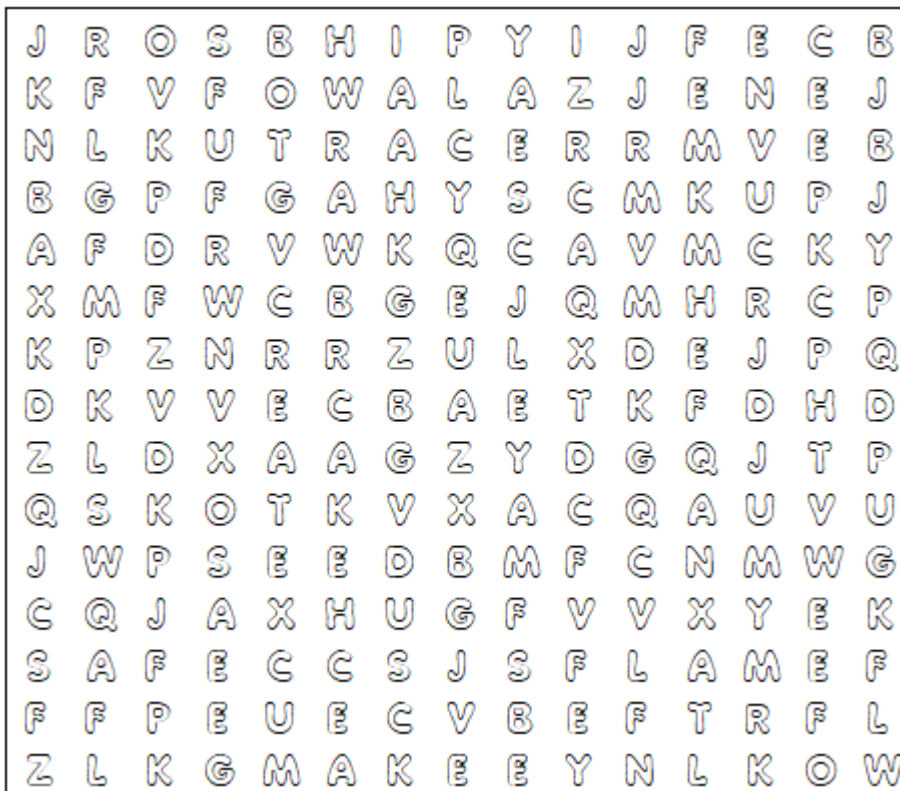 J R O S B H I P Y I J F E C B
K F V F O W A L A Z J E N E J
N L K U T R A C E R R M V E B
B G P F G A H Y S C M K U P J
A F D R V W K Q C A V M C K Y
X M F W C B G E J Q M H R C P
K P Z N R R Z U L X D E J P Q
D K V V E C B A E T K F D H D
Z L D X A A G Z Y D G Q J T P
Q S K O T K V X A C Q A U V U
J W P S E E D B M F C N M W G
C Q J A X H U G F V V X Y E K
S A F E C C S J S F L A M E F
F F P E U E C V B E F T R F L
Z L K G M A K E E Y N L K O W